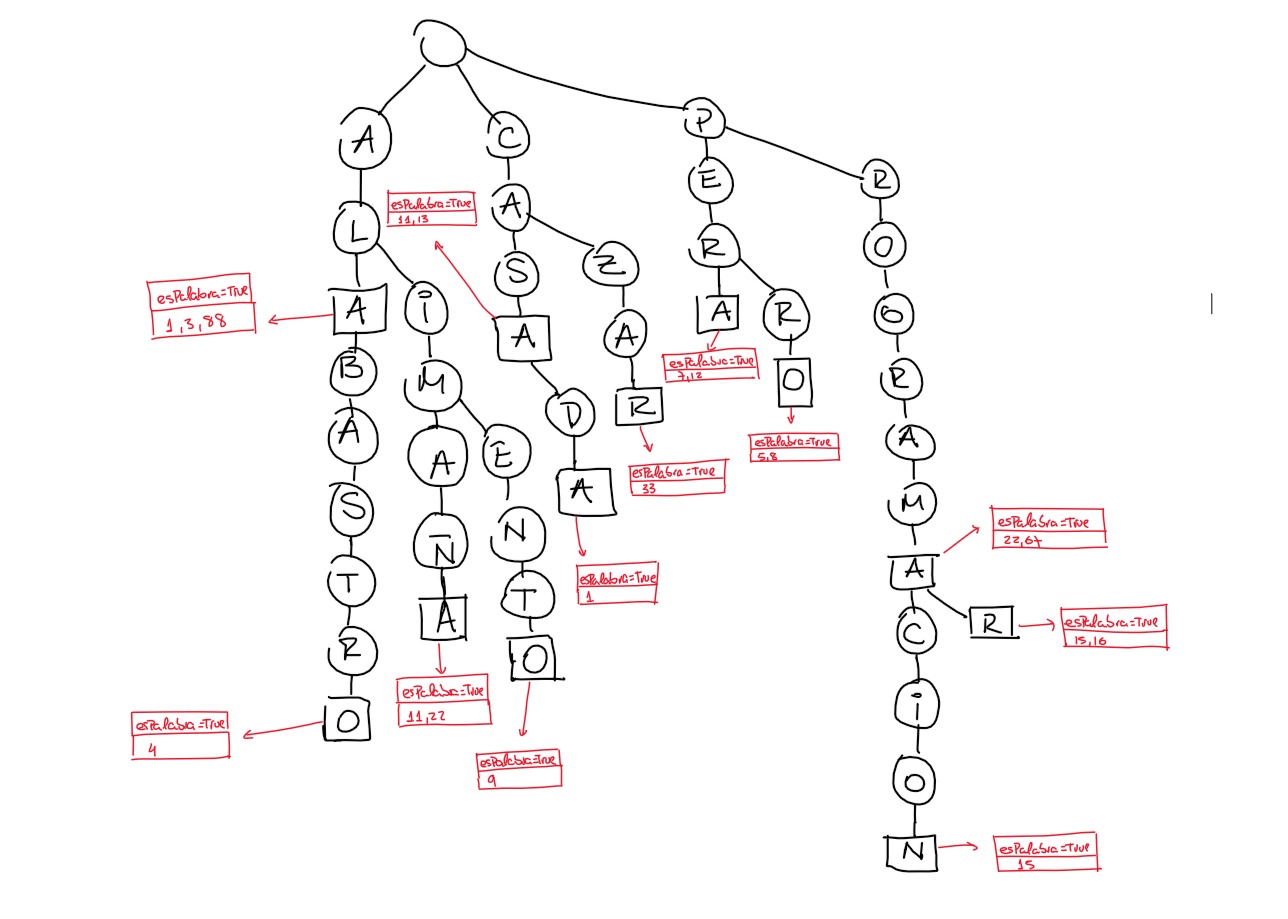 A
C
P
R
E
A
esPalabra=True
11,13
L
R
O
Z
S
esPalabra=True
1,3,88
A
i
A
R
A
R
G
esPalabra=True
7,12
B
M
D
R
O
R
esPalabra=True
5,8
A
A
E
A
esPalabra=True
33
A
S
N
N
M
esPalabra=True
22,67
T
A
T
esPalabra=True
1
A
R
esPalabra=True
15,16
R
O
C
esPalabra=True
11,22
i
O
esPalabra=True
4
esPalabra=True
9
O
N
esPalabra=True
15